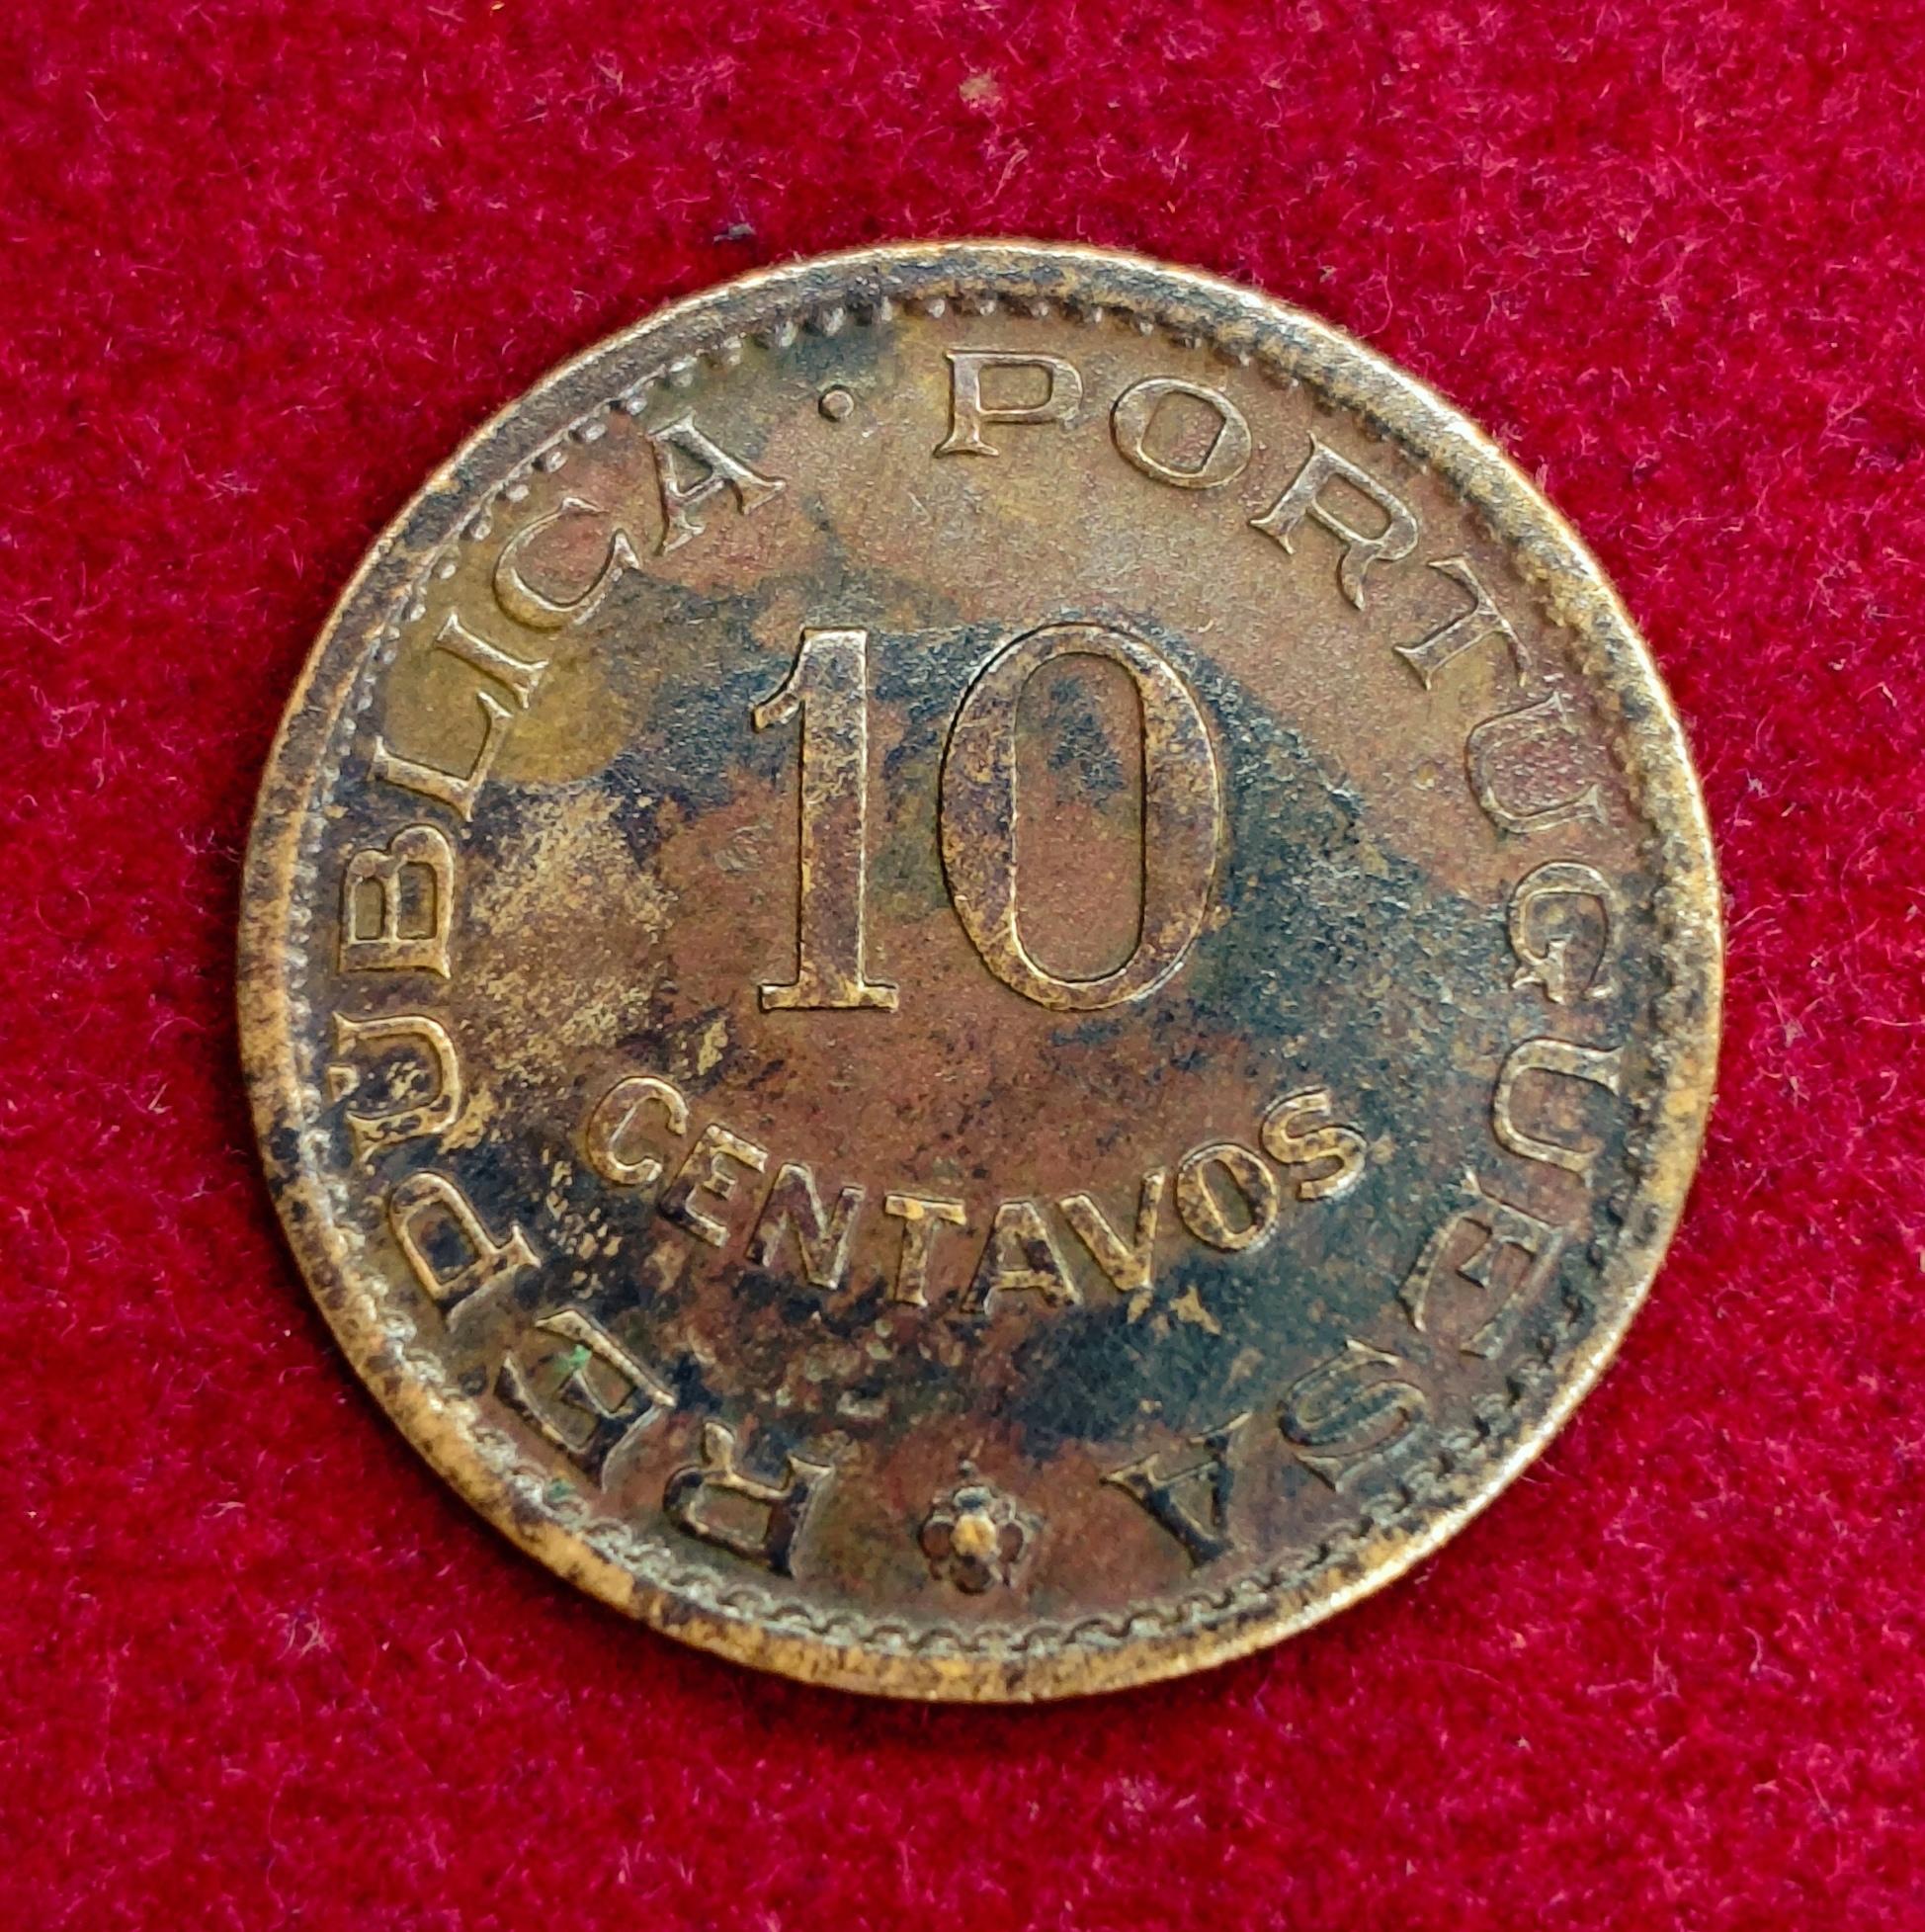 REPÚBLICA · PORTUGUESA
10
CENTAVOS